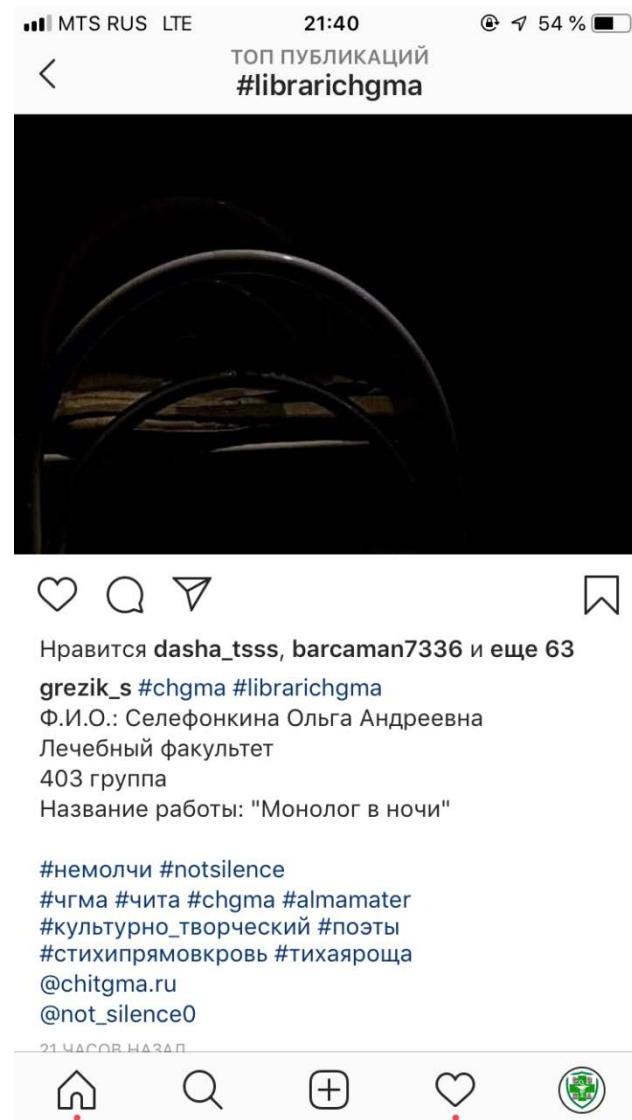 MTS RUS LTE 21:40 54 %
ТОП ПУБЛИКАЦИЙ
#librarichgma
Нравится dasha_tsss, barcaman7336 и еще 63
grezik_s #chgma #librarichgma
Ф.И.О.: Селефонкина Ольга Андреевна
Лечебный факультет
403 группа
Название работы: "Монолог в ночи"
#немолчи #notsilence
#чгма #чита #chgma #almamater
#культурно_творческий #поэты
#стихипрямовкровь #тихаяроща
@chitgma.ru
@not_silence0
21 ЧАСОВ НАЗАД